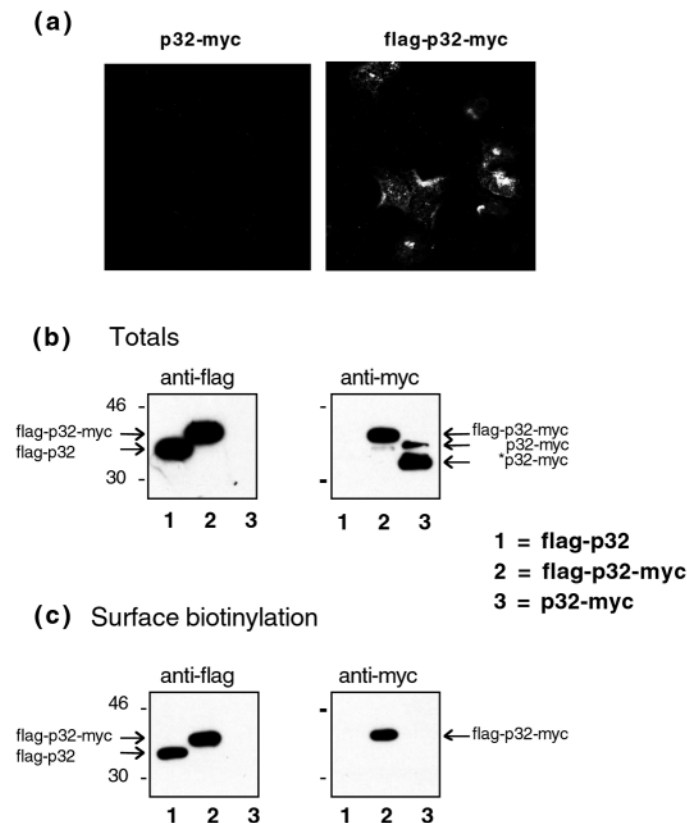 (a)
p32-myc flag-p32-myc
(b) Totals
anti-flag anti-myc
46 - -
flag-p32-myc flag-p32-myc
flag-p32 p32-myc
*p32-myc
30 - -
1 2 3 1 2 3
1 = flag-p32
2 = flag-p32-myc
3 = p32-myc
(c) Surface biotinylation
anti-flag anti-myc
46 - -
flag-p32-myc flag-p32-myc
flag-p32
30 - -
1 2 3 1 2 3